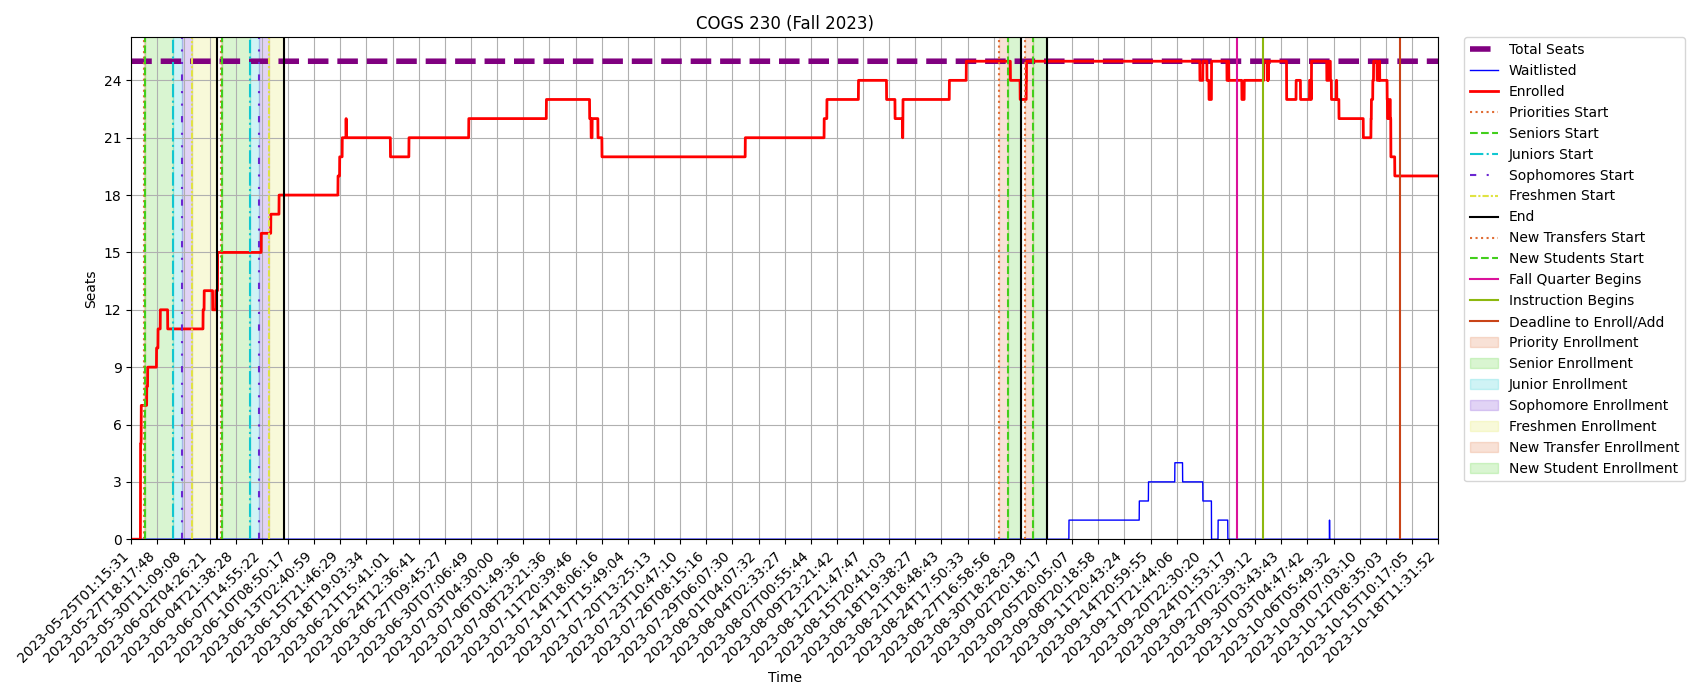 COGS 230 (Fall 2023)
Seats
24
21
18
15
12
9
6
3
0
2023-05-25T01:15:31
2023-05-27T18:17:48
2023-05-30T11:09:08
2023-06-02T04:26:21
2023-06-04T21:38:28
2023-06-07T14:55:22
2023-06-10T08:50:17
2023-06-13T02:40:59
2023-06-15T21:46:29
2023-06-18T19:03:34
2023-06-21T15:41:01
2023-06-24T12:36:41
2023-06-27T09:45:27
2023-06-30T07:06:49
2023-07-03T04:30:00
2023-07-06T01:49:36
2023-07-08T23:21:36
2023-07-11T20:39:46
2023-07-14T18:06:16
2023-07-17T15:49:04
2023-07-20T13:25:13
2023-07-23T10:47:10
2023-07-26T08:15:16
2023-07-29T06:07:30
2023-08-01T04:07:32
2023-08-04T02:33:27
2023-08-07T00:55:44
2023-08-09T23:21:42
2023-08-12T21:47:47
2023-08-15T20:41:03
2023-08-18T19:38:27
2023-08-21T18:48:43
2023-08-24T17:50:33
2023-08-27T16:58:56
2023-08-30T18:28:29
2023-09-02T20:18:17
2023-09-05T20:05:07
2023-09-08T20:18:58
2023-09-11T20:43:24
2023-09-14T20:59:55
2023-09-17T21:44:06
2023-09-20T22:30:20
2023-09-24T01:53:17
2023-09-27T02:39:12
2023-09-30T03:43:43
2023-10-03T04:47:42
2023-10-06T05:49:32
2023-10-09T07:03:10
2023-10-12T08:35:03
2023-10-15T10:17:05
2023-10-18T11:31:52
Time
Total Seats
Waitlisted
Enrolled
Priorities Start
Seniors Start
Juniors Start
Sophomores Start
Freshmen Start
End
New Transfers Start
New Students Start
Fall Quarter Begins
Instruction Begins
Deadline to Enroll/Add
Priority Enrollment
Senior Enrollment
Junior Enrollment
Sophomore Enrollment
Freshmen Enrollment
New Transfer Enrollment
New Student Enrollment